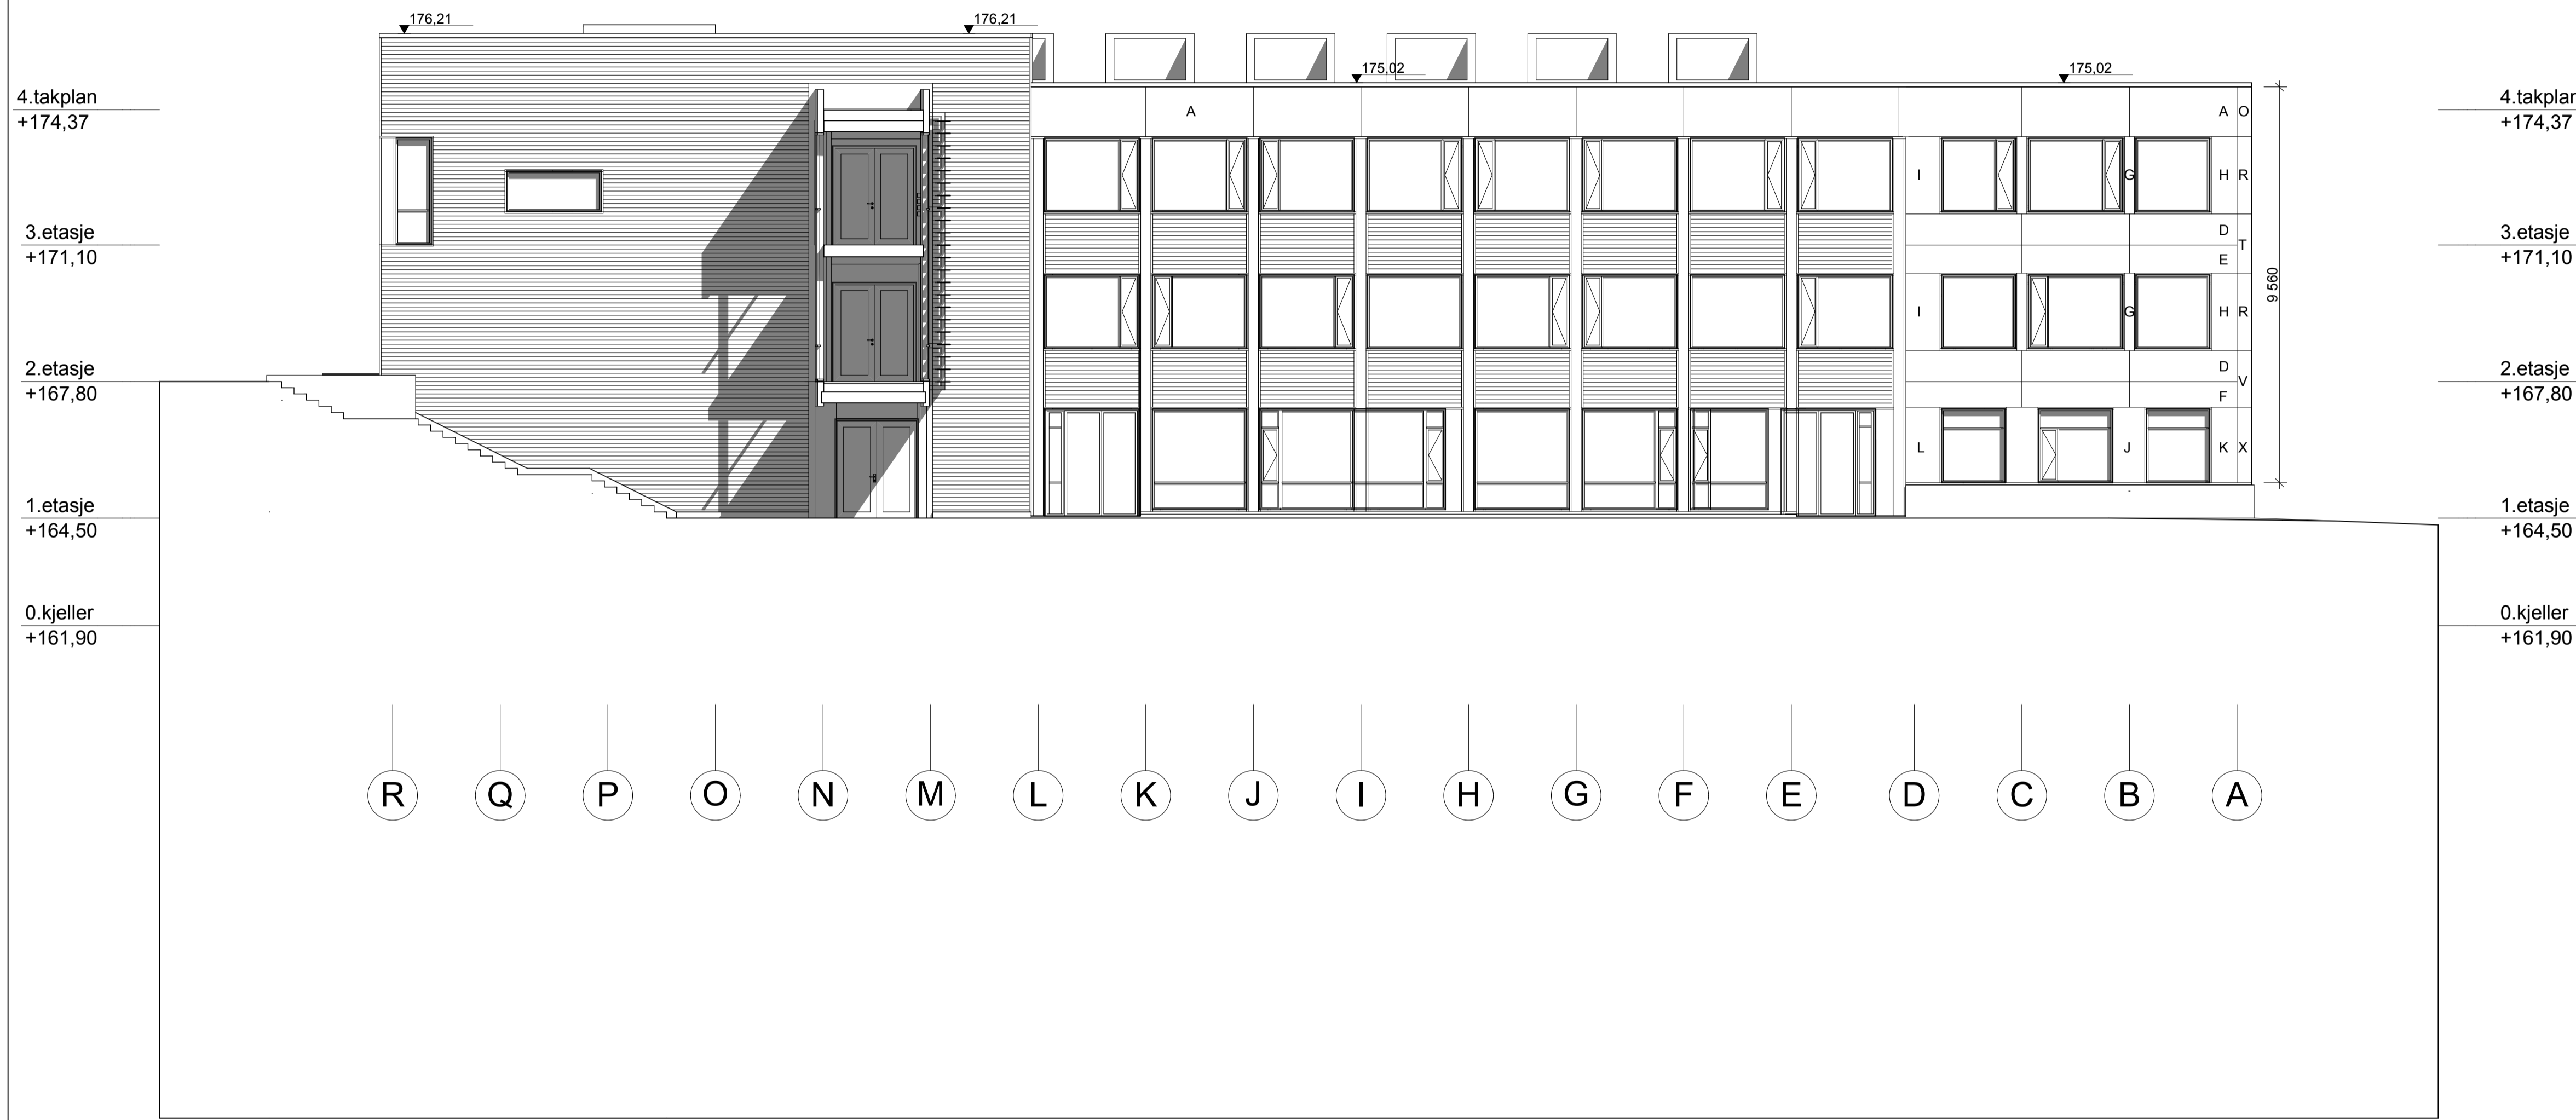 176,21 176,21
175,02 175,02
4.takplan 4.takplan
+174,37 +174,37
A A O
I G H R
D
3.etasje 3.etasje
T
+171,10 +171,10
E
9 560
I G H R
D
2.etasje 2.etasje
V
+167,80 +167,80
F
L J K X
1.etasje 1.etasje
+164,50 +164,50
0.kjeller 0.kjeller
+161,90 +161,90
R Q P O N M L K J I H G F E D C B A